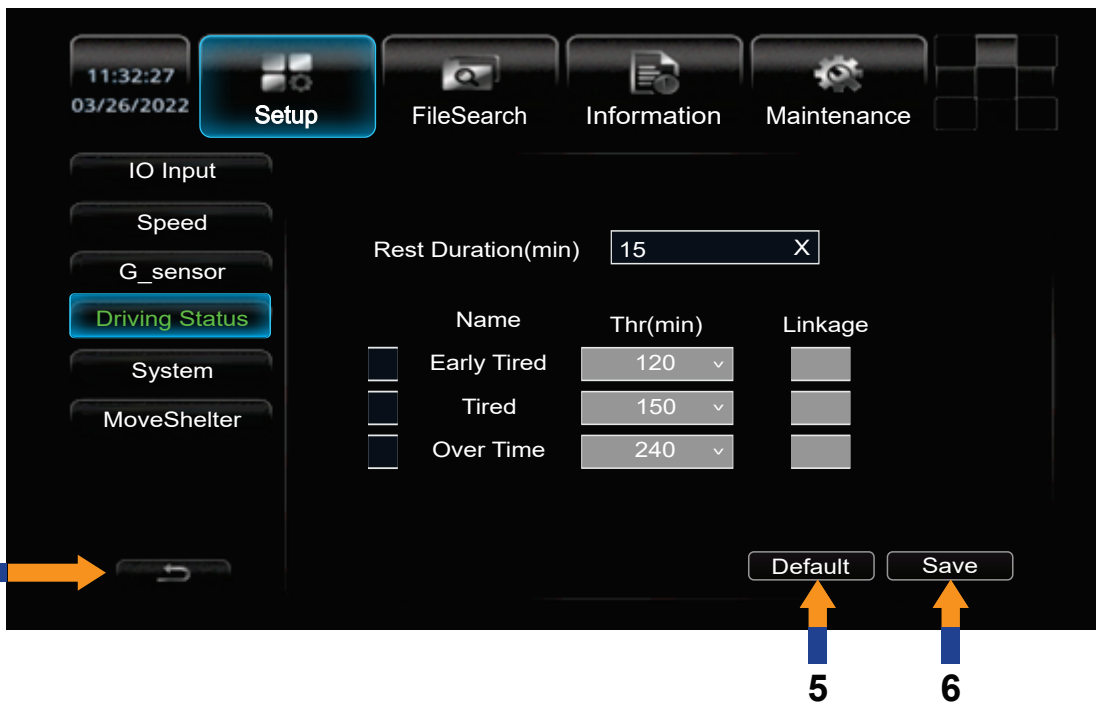 11:32:27
03/26/2022
Setup
FileSearch
Information
Maintenance
IO Input
Speed
G_sensor
Driving Status
System
MoveShelter
Rest Duration(min) 15 X
Name Thr(min) Linkage
Early Tired 120
Tired 150
Over Time 240
Default Save
5 6